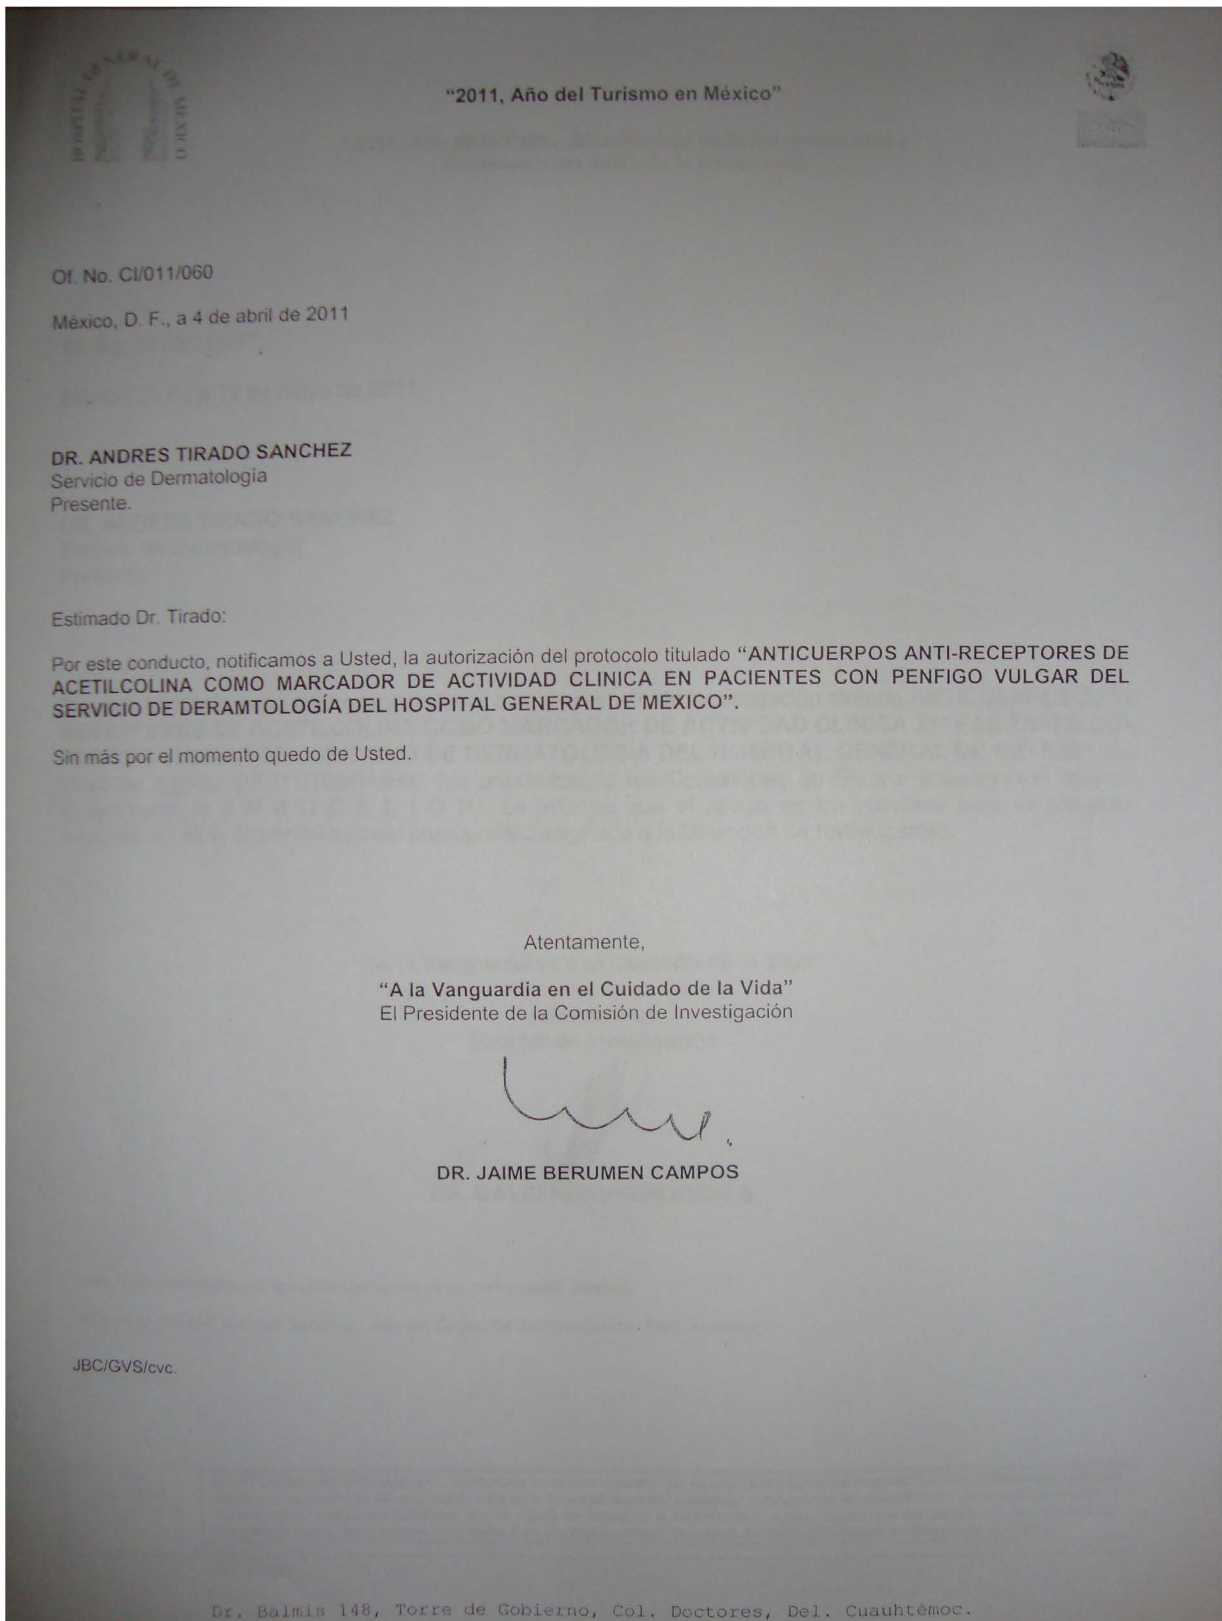 HOSPITAL GENERAL DE MEXICO
"2011, Año del Turismo en México"
Of. No. CI/011/060
México, D. F., a 4 de abril de 2011
DR. ANDRES TIRADO SANCHEZ
Servicio de Dermatología
Presente.
Estimado Dr. Tirado:
Por este conducto, notificamos a Usted, la autorización del protocolo titulado "ANTICUERPOS ANTI-RECEPTORES DE
ACETILCOLINA COMO MARCADOR DE ACTIVIDAD CLINICA EN PACIENTES CON PENFIGO VULGAR DEL
SERVICIO DE DERAMTOLOGÍA DEL HOSPITAL GENERAL DE MEXICO".
Sin más por el momento quedo de Usted.
Atentamente,
"A la Vanguardia en el Cuidado de la Vida"
El Presidente de la Comisión de Investigación
DR. JAIME BERUMEN CAMPOS
JBC/GVS/cvc.
Dr. Balmis 148, Torre de Gobierno, Col. Doctores, Del. Cuauhtémoc.